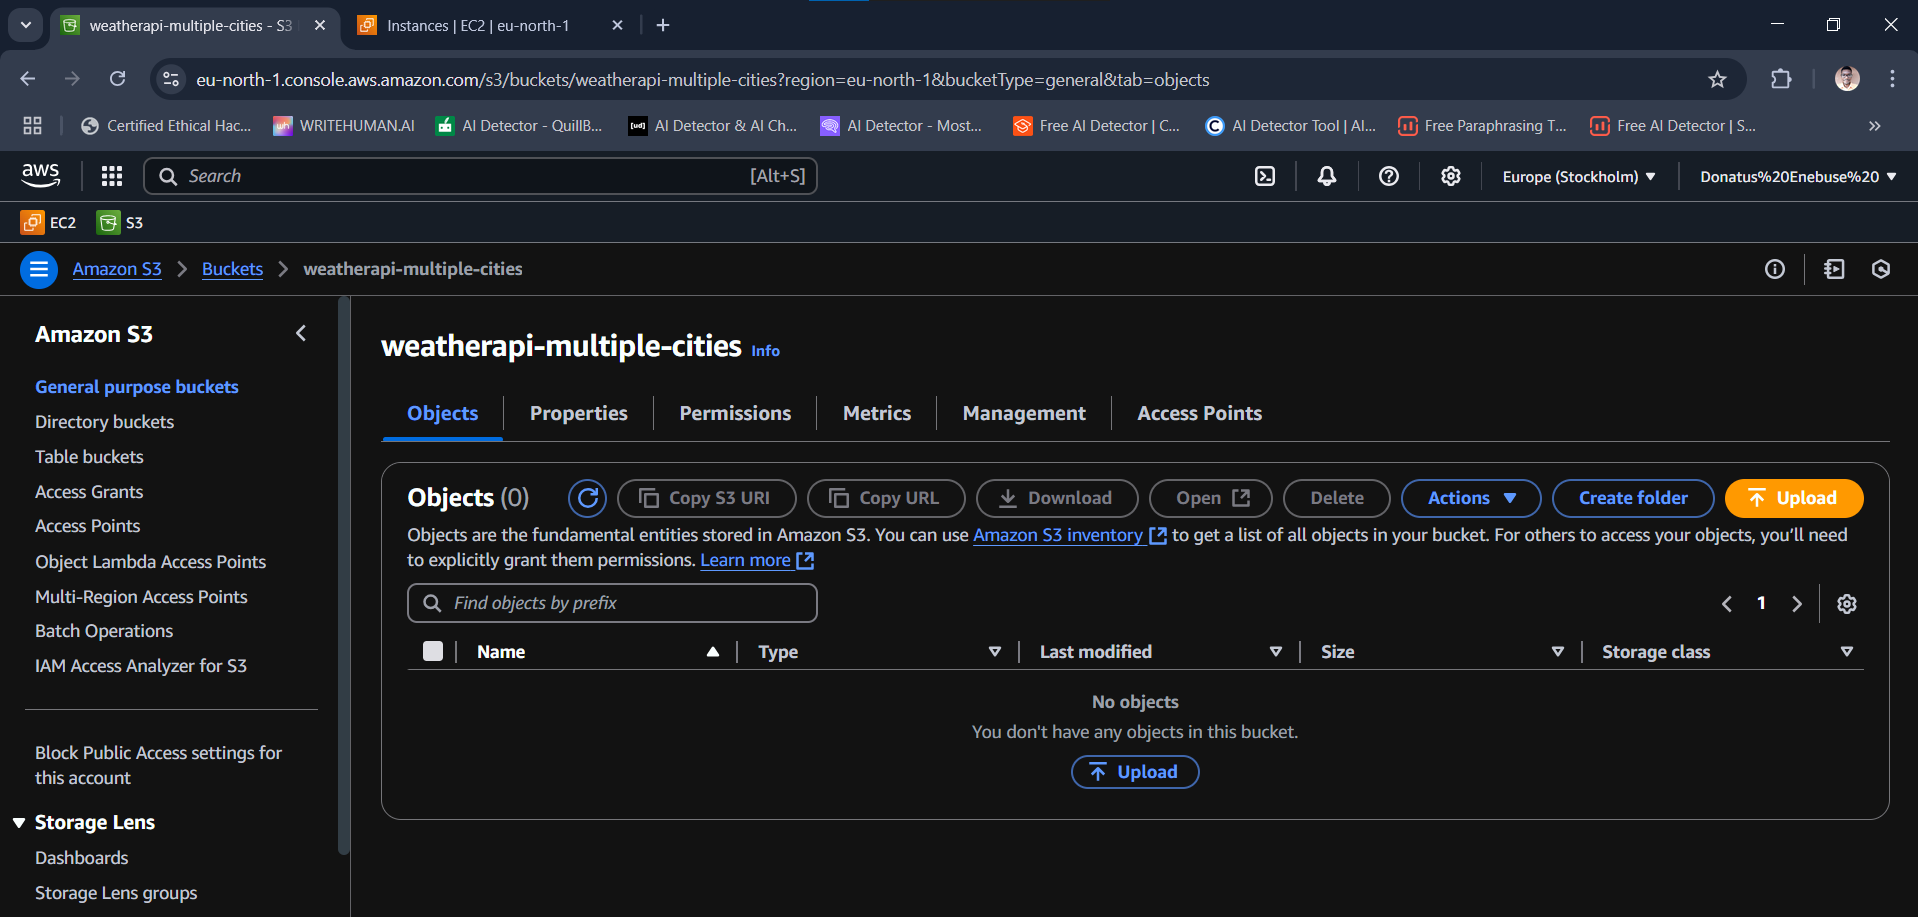 weatherapi-multiple-cities - S3
Instances | EC2 | eu-north-1
eu-north-1.console.aws.amazon.com/s3/buckets/weatherapi-multiple-cities?region=eu-north-1&bucketType=general&tab=objects
Certified Ethical Hac...
wh WRITEHUMAN.AI
AI Detector - QuillB...
[ud] AI Detector & AI Ch...
AI Detector - Most...
Free AI Detector | C...
C AI Detector Tool | AI...
Free Paraphrasing T...
Free AI Detector | S...
aws
Search [Alt+S]
Europe (Stockholm)
Donatus%20Enebuse%20
EC2 S3
Amazon S3 > Buckets > weatherapi-multiple-cities
Amazon S3
General purpose buckets
Directory buckets
Table buckets
Access Grants
Access Points
Object Lambda Access Points
Multi-Region Access Points
Batch Operations
IAM Access Analyzer for S3
Block Public Access settings for
this account
Storage Lens
Dashboards
Storage Lens groups
weatherapi-multiple-cities Info
Objects Properties Permissions Metrics Management Access Points
Objects (0) Copy S3 URI Copy URL Download Open Delete Actions Create folder Upload
Objects are the fundamental entities stored in Amazon S3. You can use Amazon S3 inventory to get a list of all objects in your bucket. For others to access your objects, you’ll need
to explicitly grant them permissions. Learn more
Find objects by prefix
1
Name Type Last modified Size Storage class
No objects
You don't have any objects in this bucket.
Upload